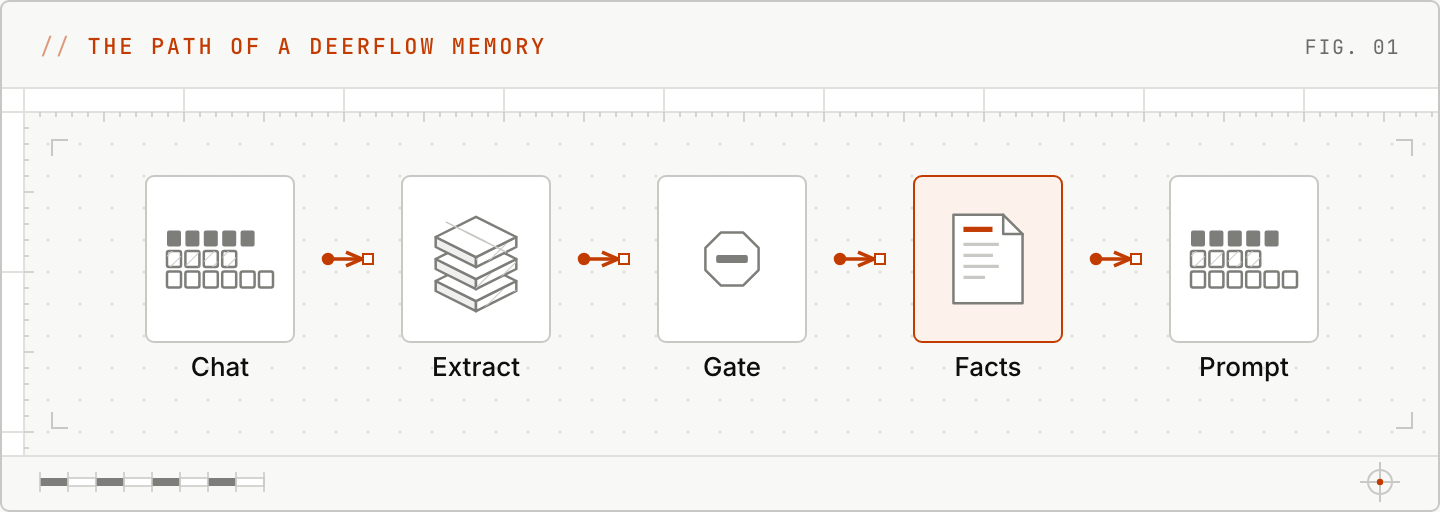 // THE PATH OF A DEERFLOW MEMORY
FIG. 01
Chat
Extract
Gate
Facts
Prompt